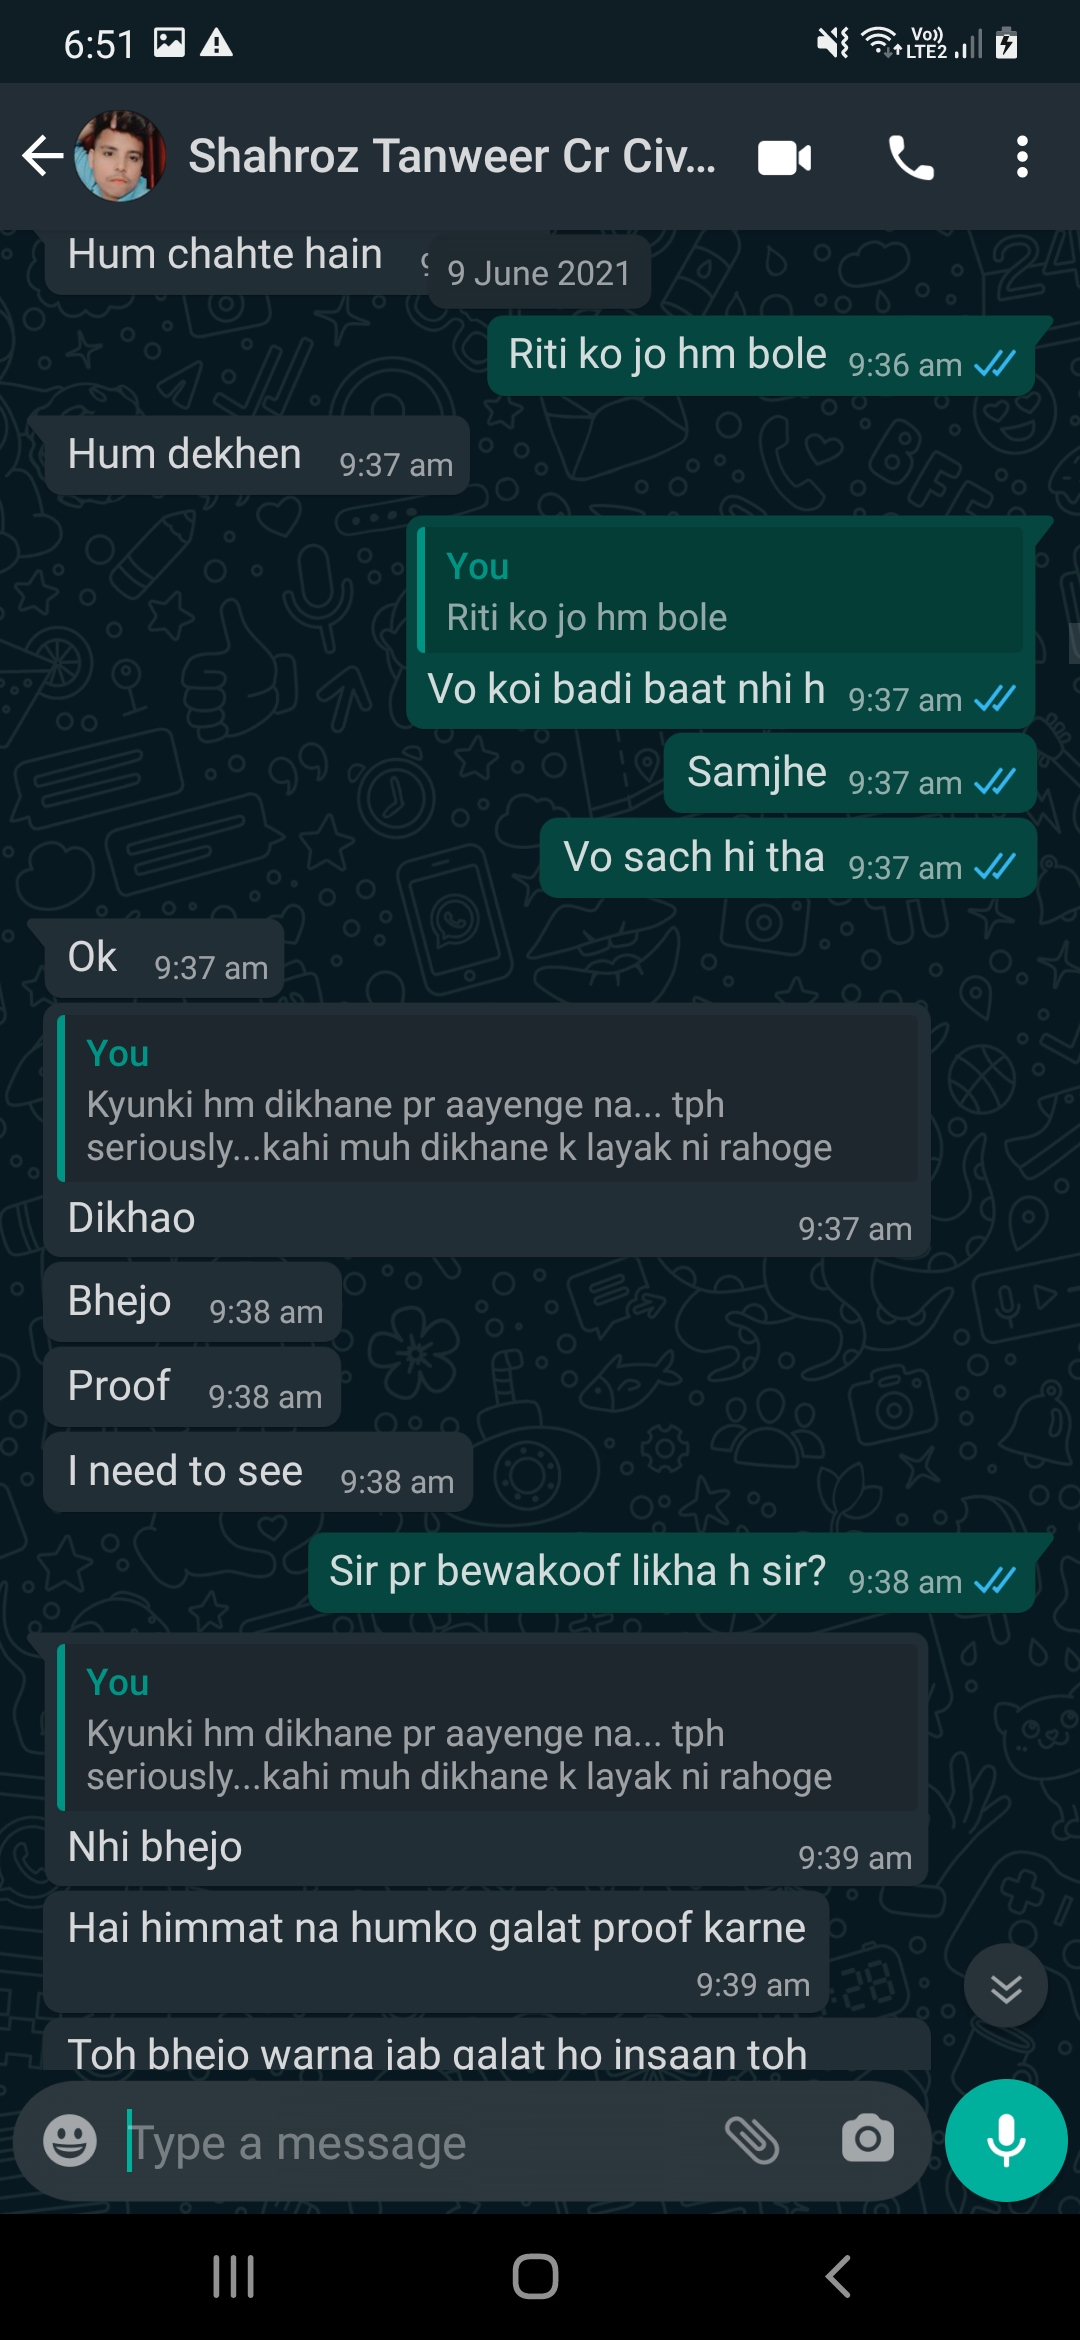 6:51
Vo)) LTE2
Shahroz Tanweer Cr Civ...
Hum chahte hain
9 June 2021
Riti ko jo hm bole 9:36 am
Hum dekhen 9:37 am
You
Riti ko jo hm bole
Vo koi badi baat nhi h 9:37 am
Samjhe 9:37 am
Vo sach hi tha 9:37 am
Ok 9:37 am
You
Kyunki hm dikhane pr aayenge na... tph
seriously...kahi muh dikhane k layak ni rahoge
Dikhao 9:37 am
Bhejo 9:38 am
Proof 9:38 am
I need to see 9:38 am
Sir pr bewakoof likha h sir? 9:38 am
You
Kyunki hm dikhane pr aayenge na... tph
seriously...kahi muh dikhane k layak ni rahoge
Nhi bhejo 9:39 am
Hai himmat na humko galat proof karne
9:39 am
Toh bhejo warna jab galat ho insaan toh
Type a message